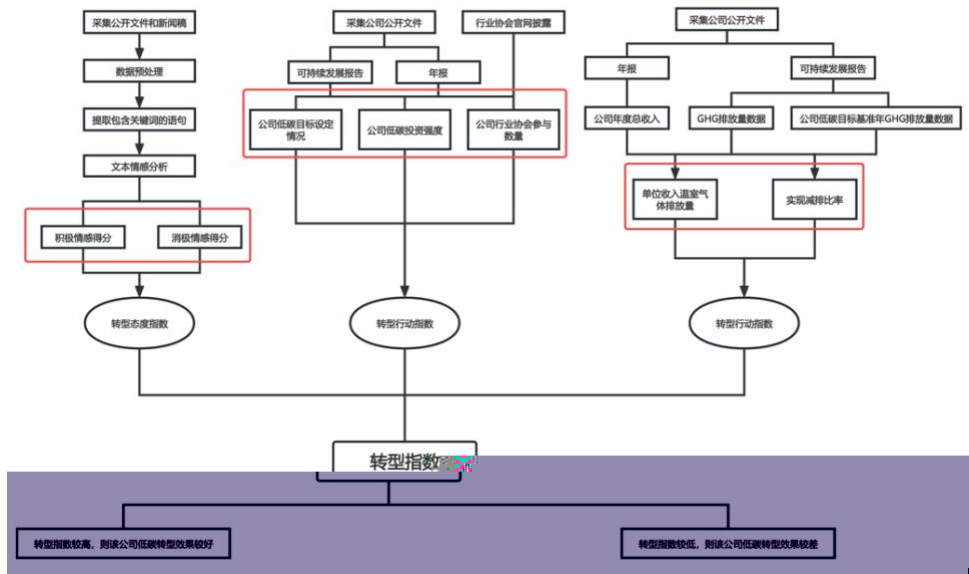 采集公开文件和新闻稿
数据预处理
提取包含关键词的语句
文本情感分析
积极情感得分
消极情感得分
转型态度指数
采集公司公开文件
行业协会官网披露
可持续发展报告
年报
公司低碳目标设定
情况
公司低碳投资强度
公司行业协会参与
数量
转型行动指数
采集公司公开文件
年报
可持续发展报告
公司年度总收入
GHG排放量数据
公司低碳目标基准年GHG排放量数据
单位收入温室气
体排放量
实现减排比率
转型行动指数
转型指数
转型指数较高，则该公司低碳转型效果较好
转型指数较低，则该公司低碳转型效果较差